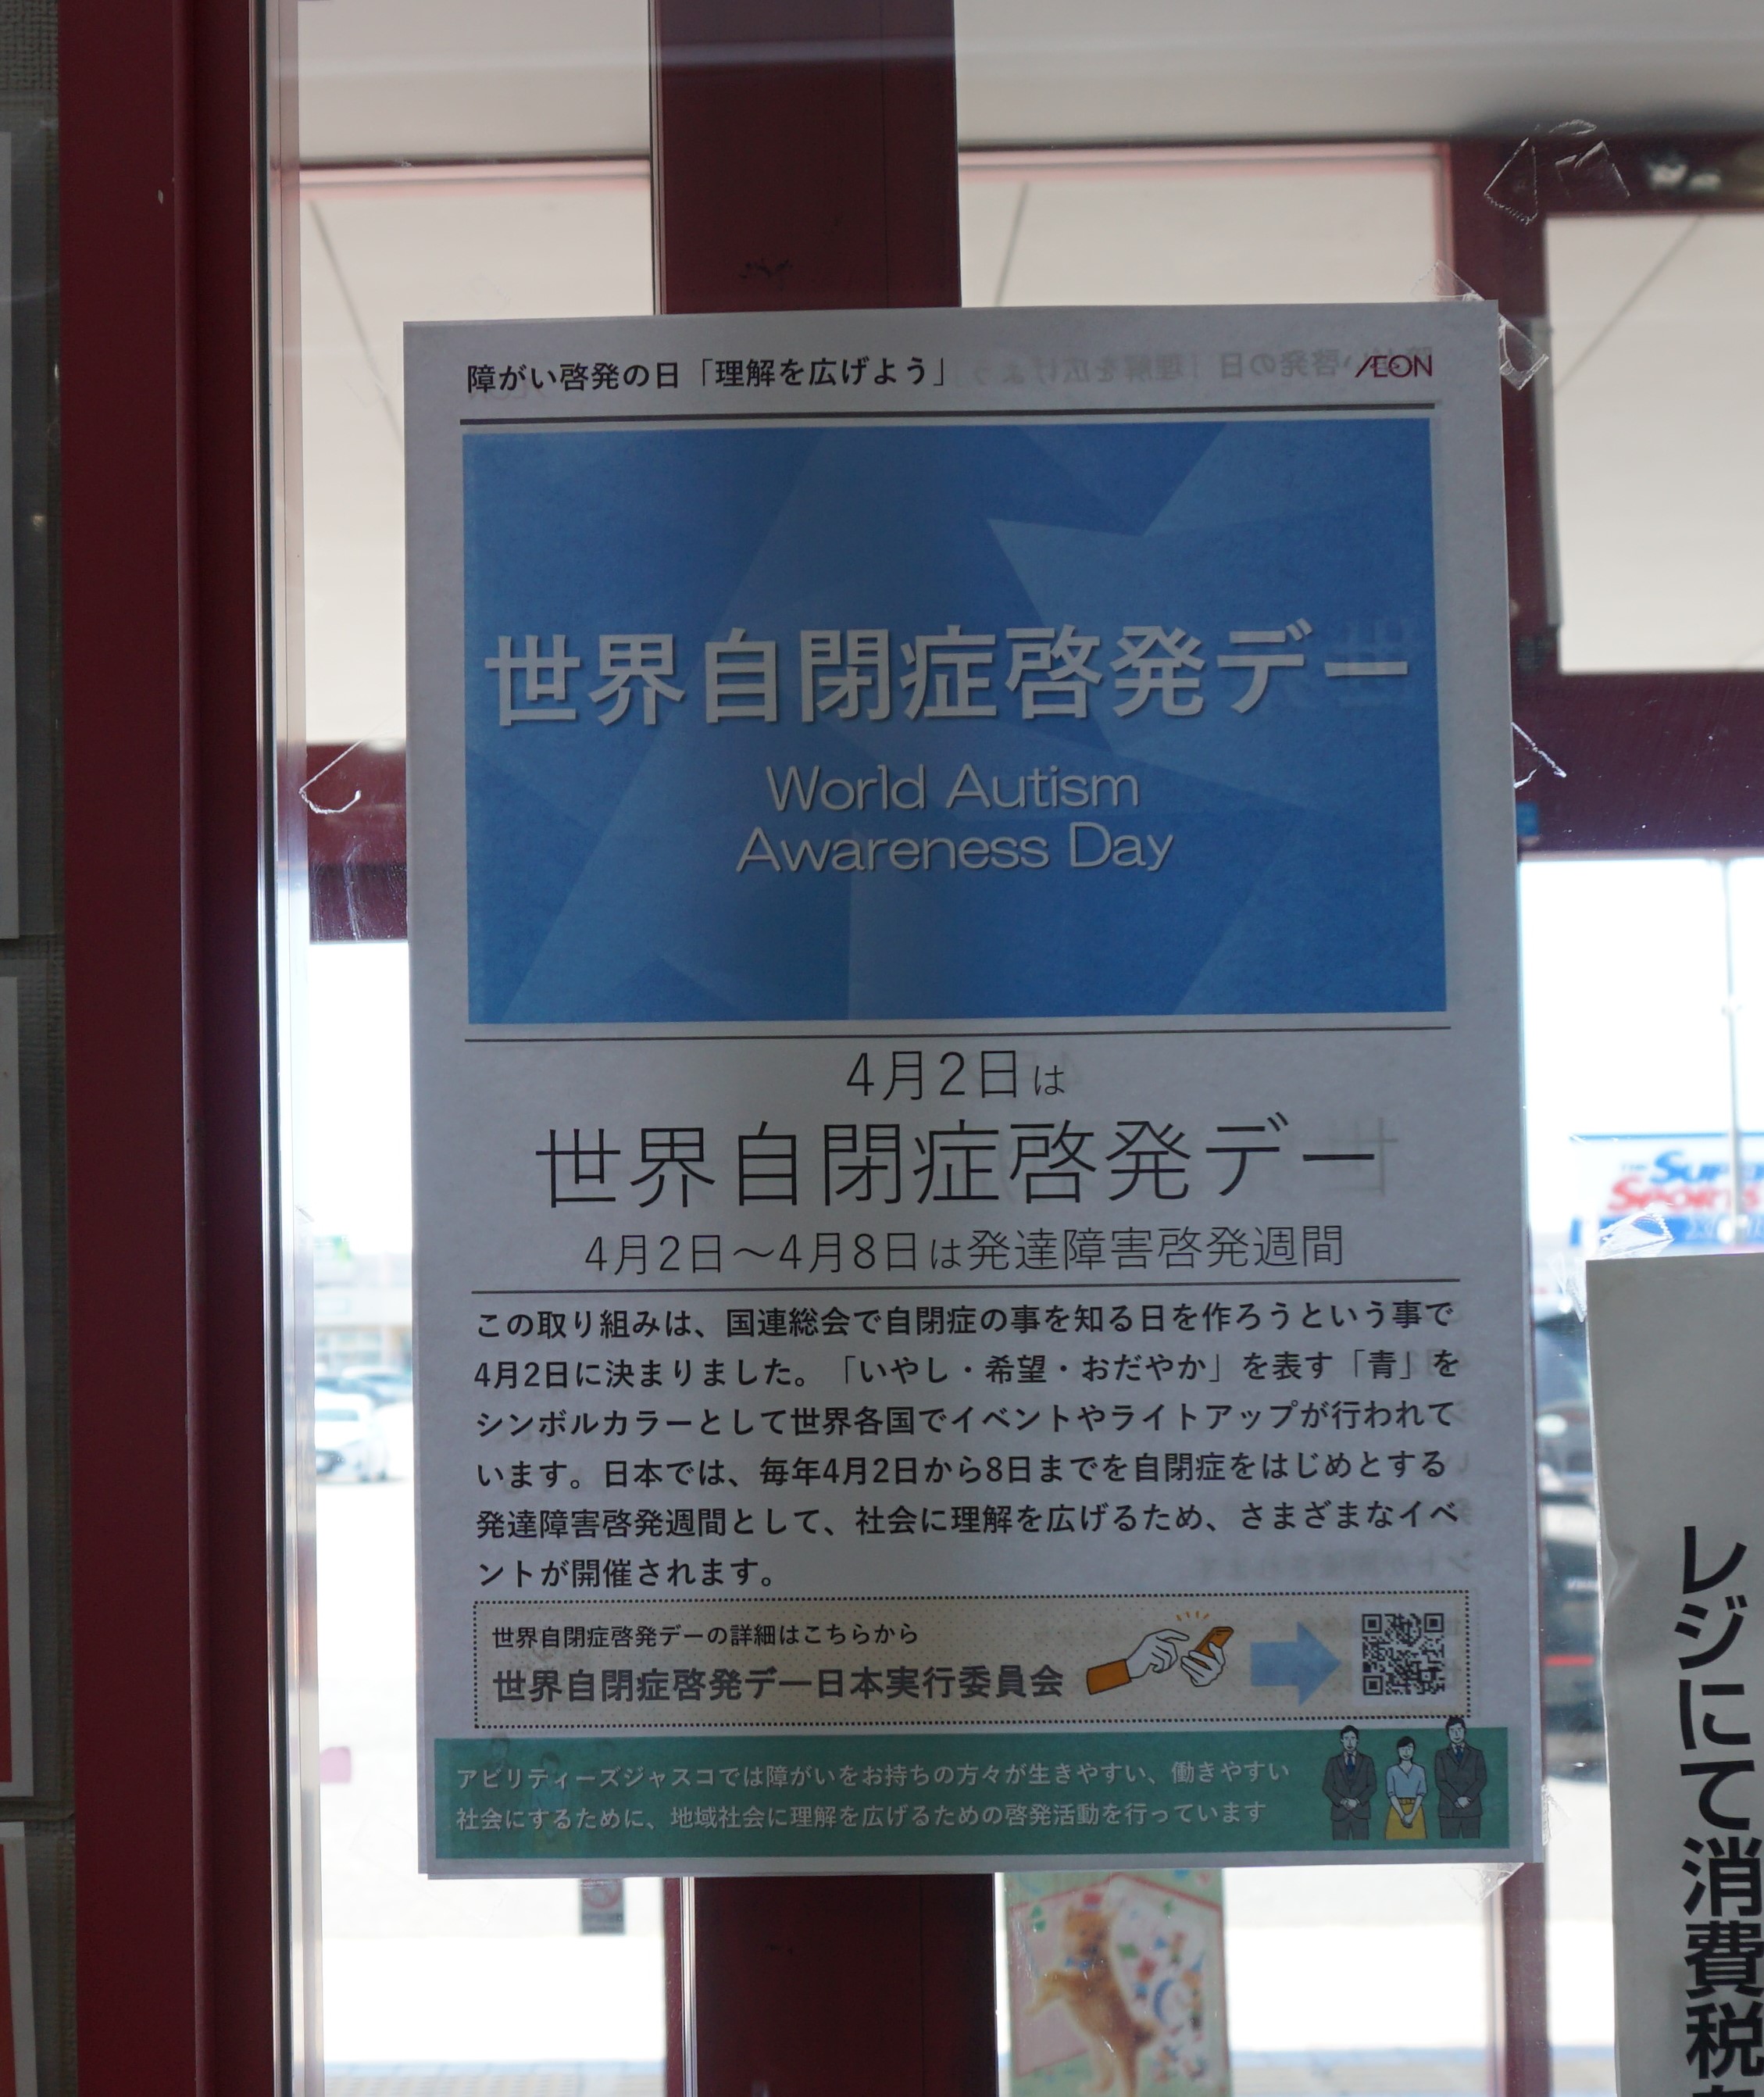 障がい啓発の日「理解を広げよう」
ÆON
世界自閉症啓発デー
World Autism
Awareness Day
4月2日は
世界自閉症啓発デー
4月2日～4月8日は発達障害啓発週間
この取り組みは、国連総会で自閉症の事を知る日を作ろうという事で
4月2日に決まりました。「いやし・希望・おだやか」を表す「青」を
シンボルカラーとして世界各国でイベントやライトアップが行われて
います。日本では、毎年4月2日から8日までを自閉症をはじめとする
発達障害啓発週間として、社会に理解を広げるため、さまざまなイベ
ントが開催されます。
世界自閉症啓発デーの詳細はこちらから
世界自閉症啓発デー日本実行委員会
アビリティーズジャスコでは障がいをお持ちの方々が生きやすい、働きやすい
社会にするために、地域社会に理解を広げるための啓発活動を行っています
レジにて消費税